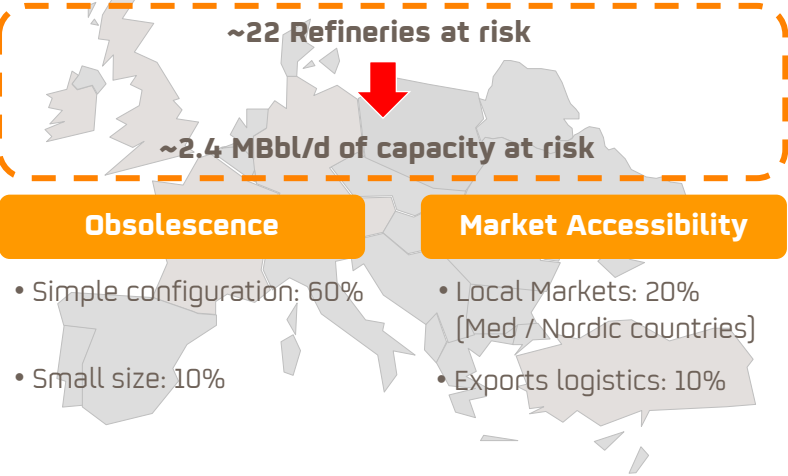 ~22 Refineries at risk
~2.4 MBbl/d of capacity at risk
Obsolescence
• Simple configuration: 60%
• Small size: 10%
Market Accessibility
• Local Markets: 20%
(Med / Nordic countries)
• Exports logistics: 10%